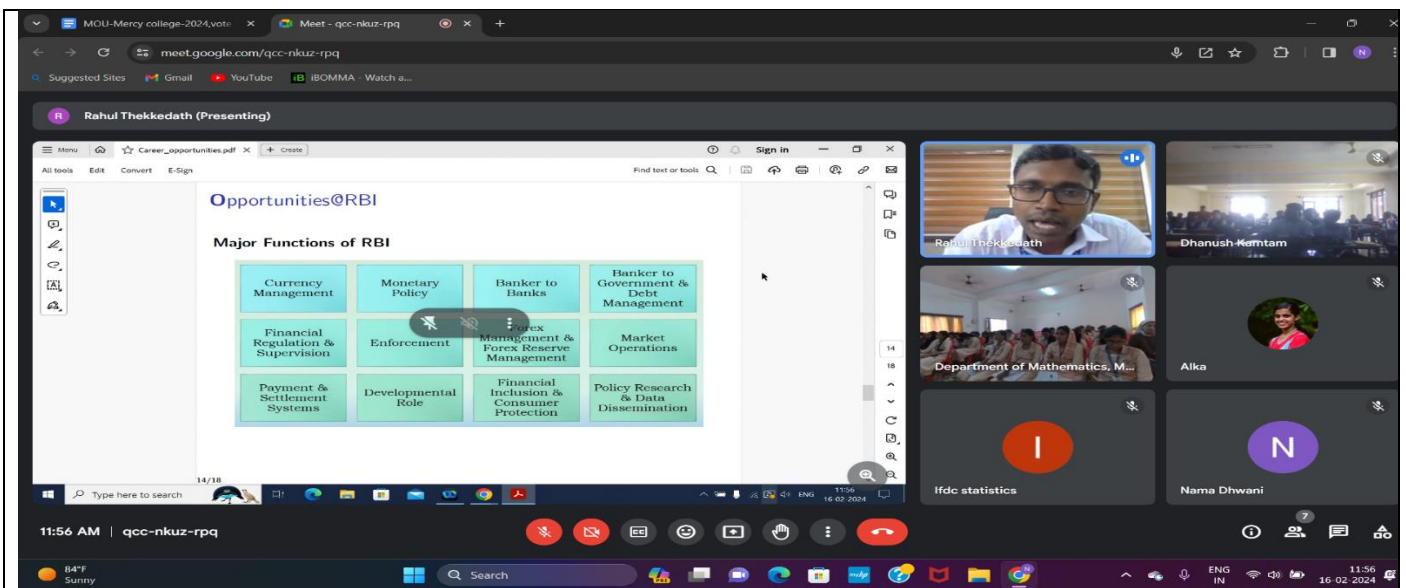 MOU-Mercy college-2024,vote
Meet - qcc-nkuz-rpq
meet.google.com/qcc-nkuz-rpq
N
Suggested Sites
Gmail
YouTube
iB
iBOMMA - Watch a...
R
Rahul Thekkedath (Presenting)
Menu
Career_opportunities.pdf
+ Create
Sign in
All tools
Edit
Convert
E-Sign
Find text or tools
Opportunities@RBI
Major Functions of RBI
Currency
Management
Monetary
Policy
Banker to
Banks
Banker to
Government &
Debt
Management
Financial
Regulation &
Supervision
Enforcement
Forex
Management &
Forex Reserve
Management
Market
Operations
Payment &
Settlement
Systems
Developmental
Role
Financial
Inclusion &
Consumer
Protection
Policy Research
& Data
Dissemination
14
18
14/18
Type here to search
ENG
11:56
16-02-2024
Rahul Thekkedath
Dhanush Kamtam
Department of Mathematics, M...
Alka
I
Ifdc statistics
N
Nama Dhwani
11:56 AM | qcc-nkuz-rpq
CC
7
84°F
Sunny
Search
ENG
IN
11:56
16-02-2024